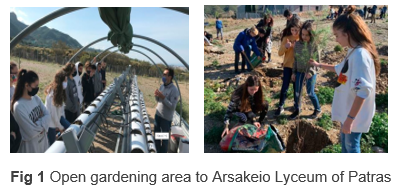 Fig 1 Open gardening area to Arsakeio Lyceum of Patras